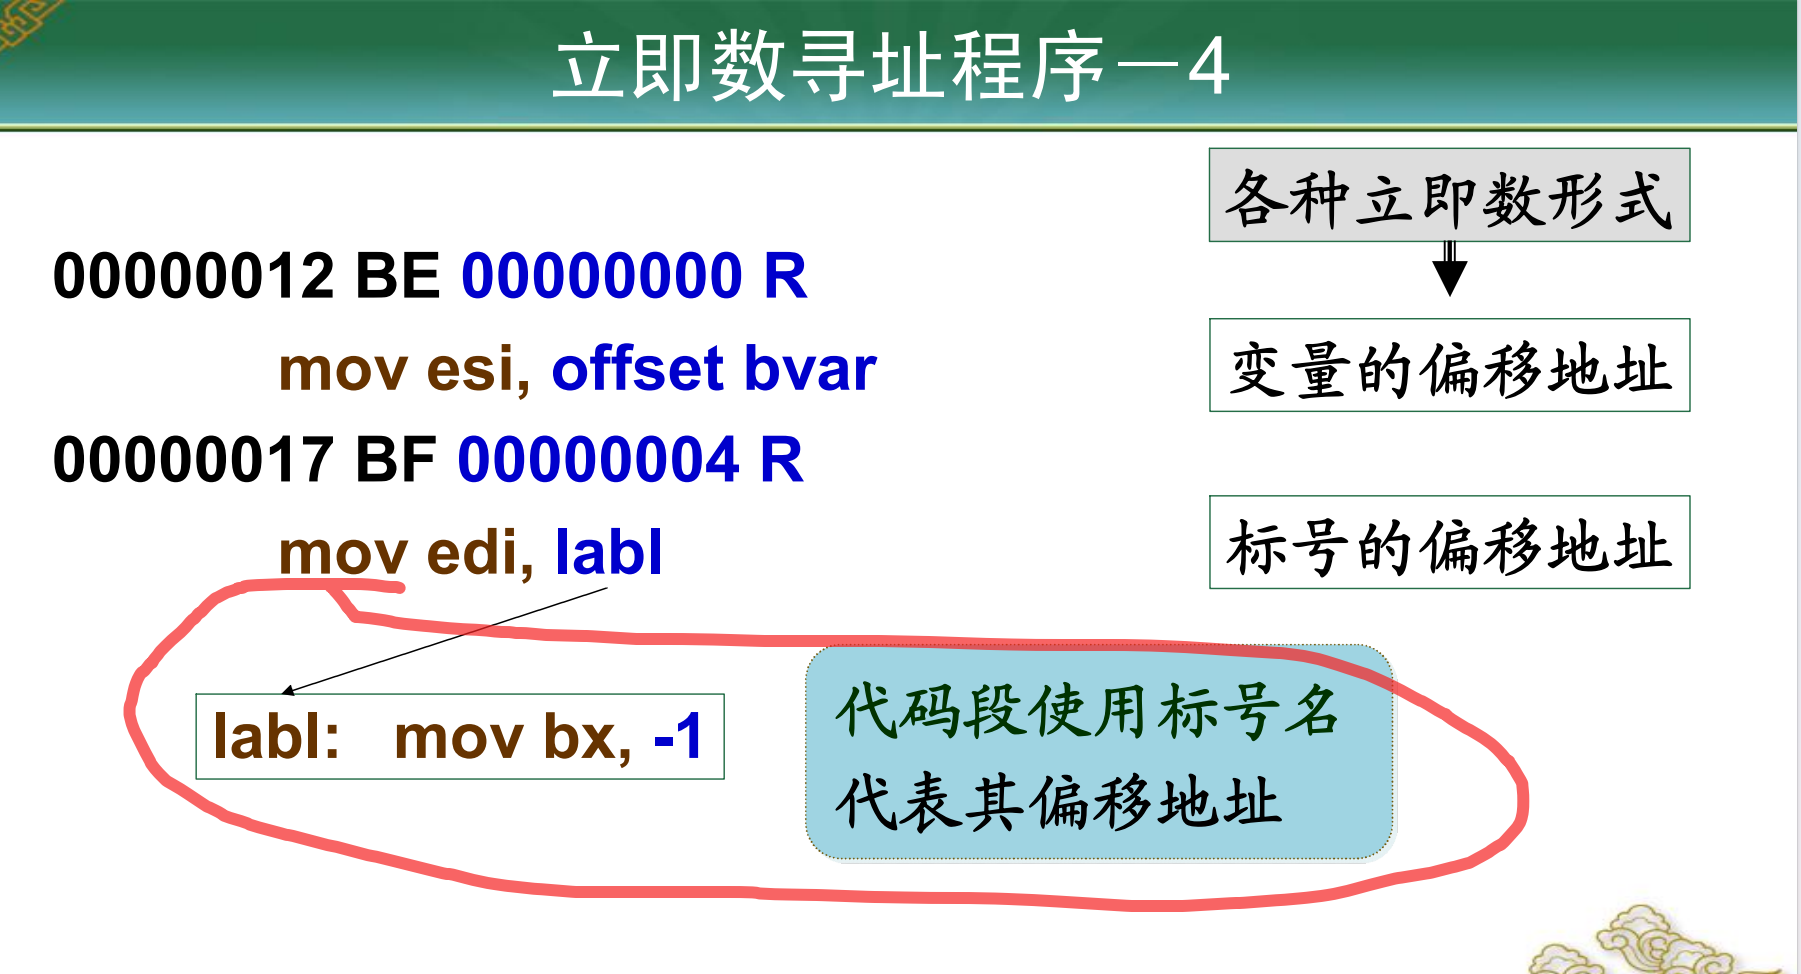 立即数寻址程序－4
各种立即数形式
00000012 BE 00000000 R
mov esi, offset bvar
变量的偏移地址
00000017 BF 00000004 R
mov edi, labl
标号的偏移地址
labl: mov bx, -1
代码段使用标号名
代表其偏移地址